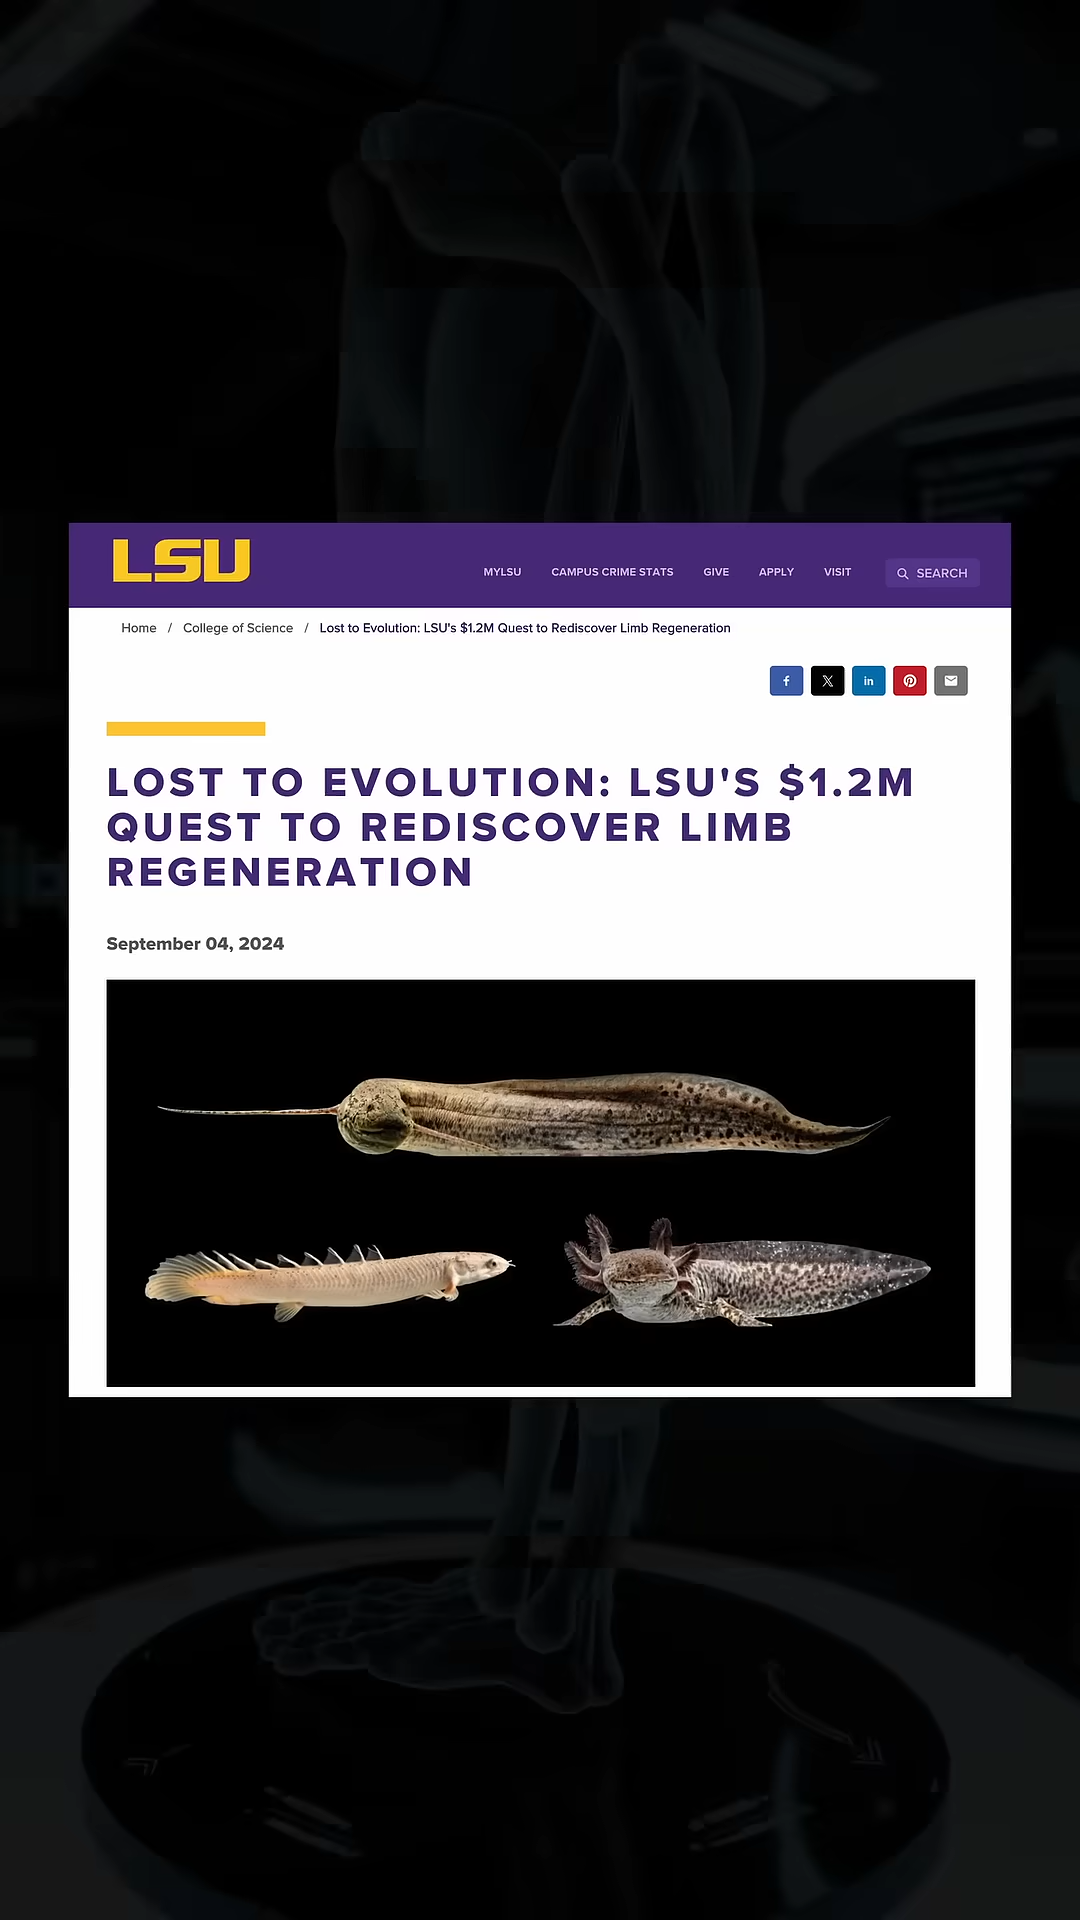 LSU
MYLSU CAMPUS CRIME STATS GIVE APPLY VISIT SEARCH
Home / College of Science / Lost to Evolution: LSU's $1.2M Quest to Rediscover Limb Regeneration
LOST TO EVOLUTION: LSU'S $1.2M
QUEST TO REDISCOVER LIMB
REGENERATION
September 04, 2024